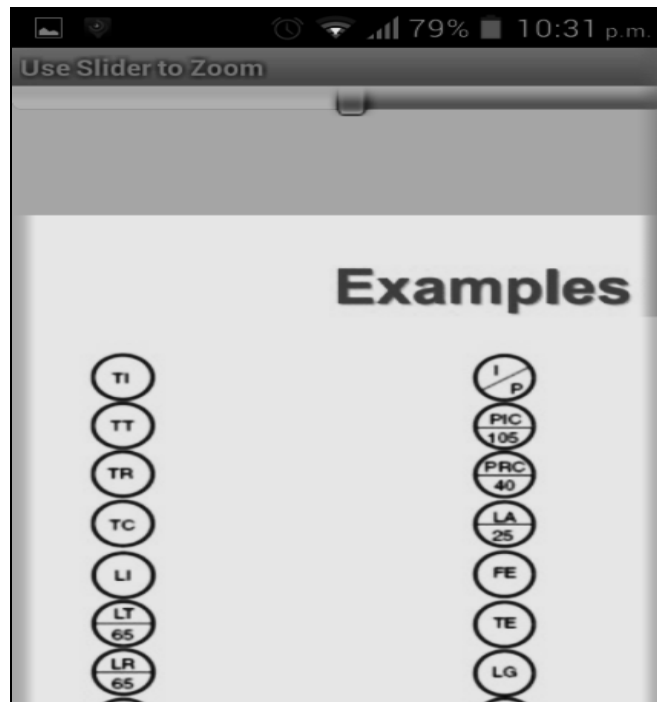 79% 10:31 p.m.
Use Slider to Zoom
Examples
TI
TT
TR
TC
LI
LT
65
LR
65
I
P
PIC
105
PRC
40
LA
25
FE
TE
LG